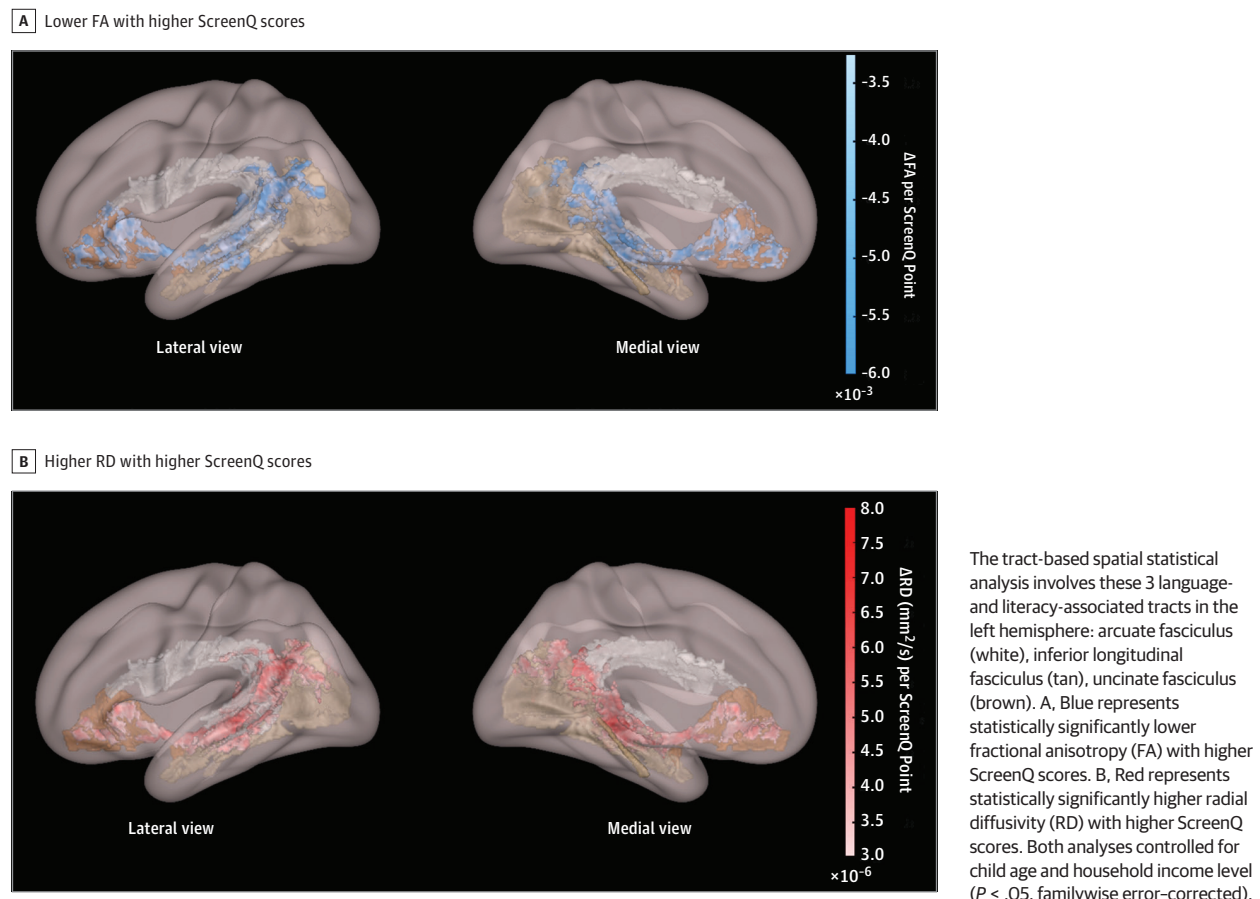 A Lower FA with higher ScreenQ scores
Lateral view
Medial view
-3.5
-4.0
-4.5
-5.0
-5.5
-6.0
×10⁻³
ΔFA per ScreenQ Point
B Higher RD with higher ScreenQ scores
Lateral view
Medial view
8.0
7.5
7.0
6.5
6.0
5.5
5.0
4.5
4.0
3.5
3.0
×10⁻⁶
ΔRD (mm²/s) per ScreenQ Point
The tract-based spatial statistical
analysis involves these 3 language-
and literacy-associated tracts in the
left hemisphere: arcuate fasciculus
(white), inferior longitudinal
fasciculus (tan), uncinate fasciculus
(brown). A, Blue represents
statistically significantly lower
fractional anisotropy (FA) with higher
ScreenQ scores. B, Red represents
statistically significantly higher radial
diffusivity (RD) with higher ScreenQ
scores. Both analyses controlled for
child age and household income level
(P < .05, familywise error–corrected).